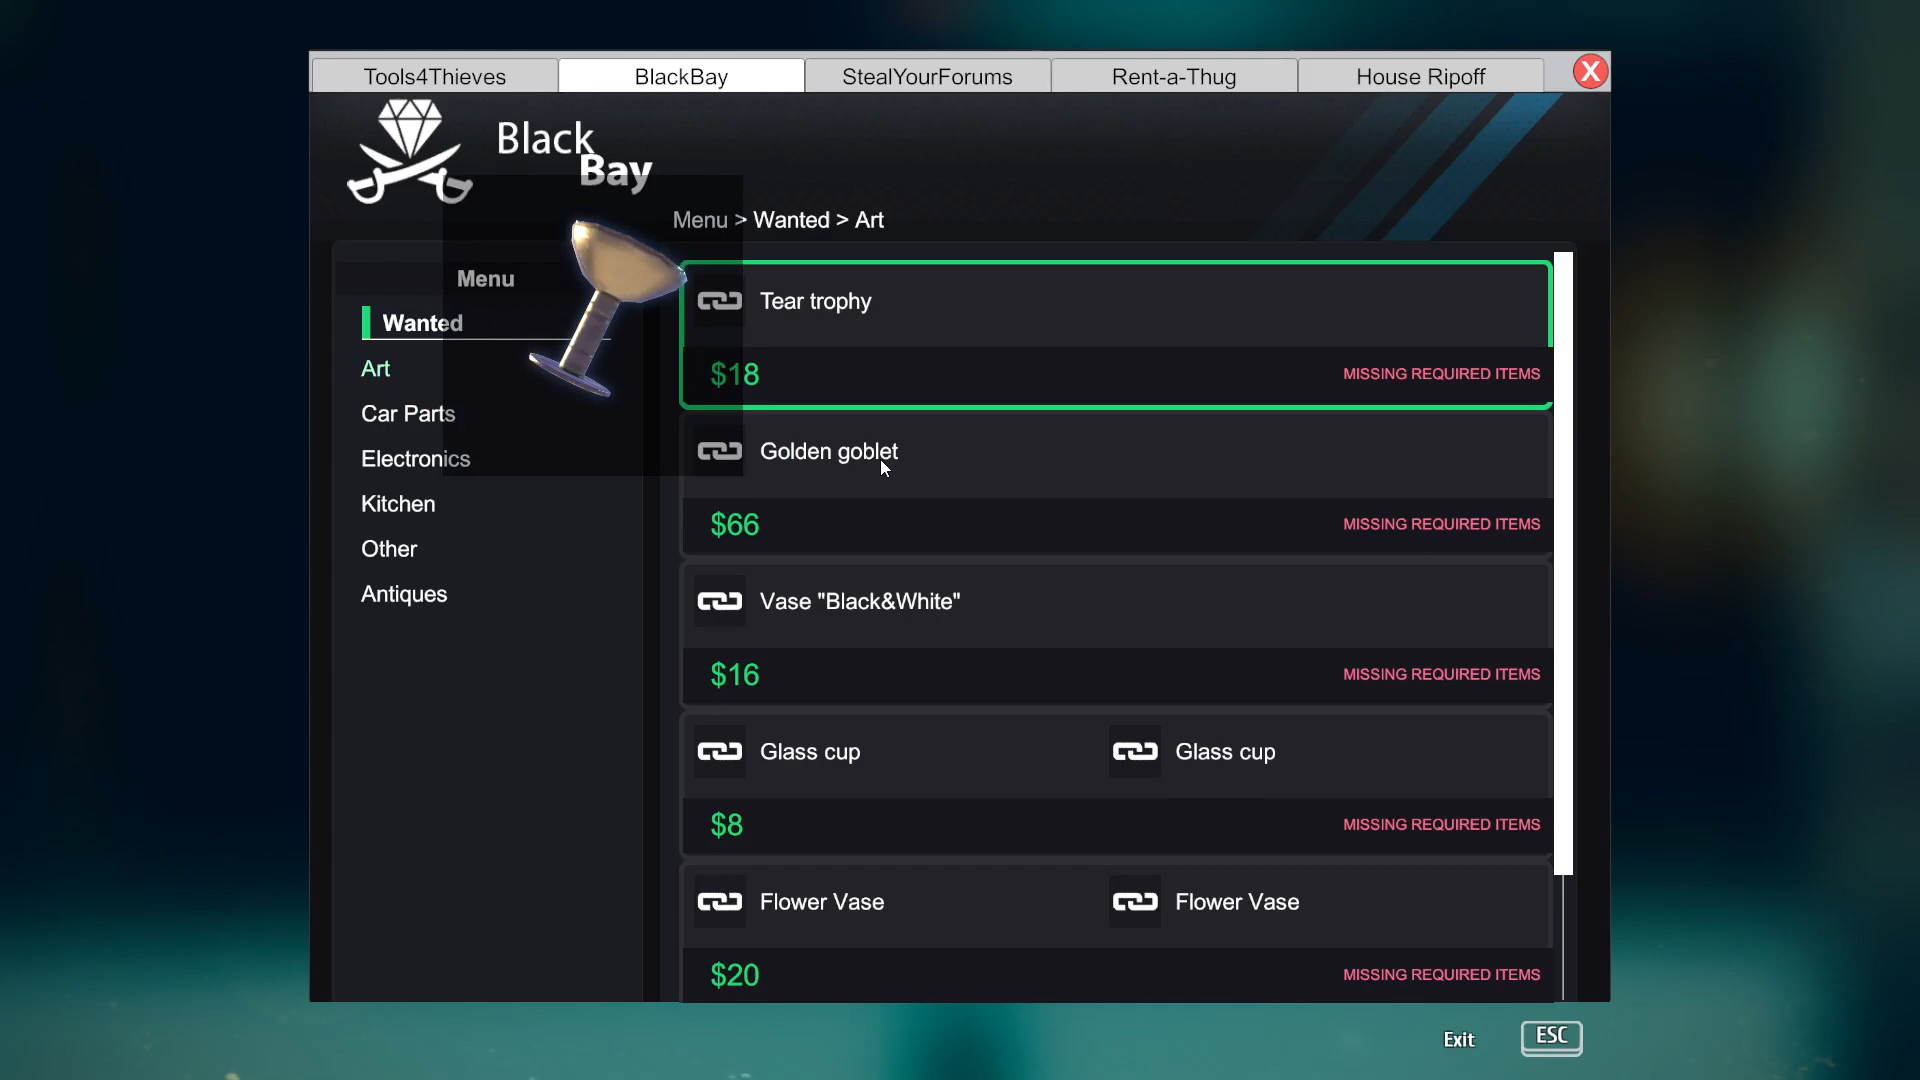 Tools4Thieves
BlackBay
StealYourForums
Rent-a-Thug
House Ripoff
X
Black
Bay
Menu > Wanted > Art
Menu
Wanted
Art
Car Parts
Electronics
Kitchen
Other
Antiques
Tear trophy
$18
MISSING REQUIRED ITEMS
Golden goblet
$66
MISSING REQUIRED ITEMS
Vase "Black&White"
$16
MISSING REQUIRED ITEMS
Glass cup
Glass cup
$8
MISSING REQUIRED ITEMS
Flower Vase
Flower Vase
$20
MISSING REQUIRED ITEMS
Exit
ESC